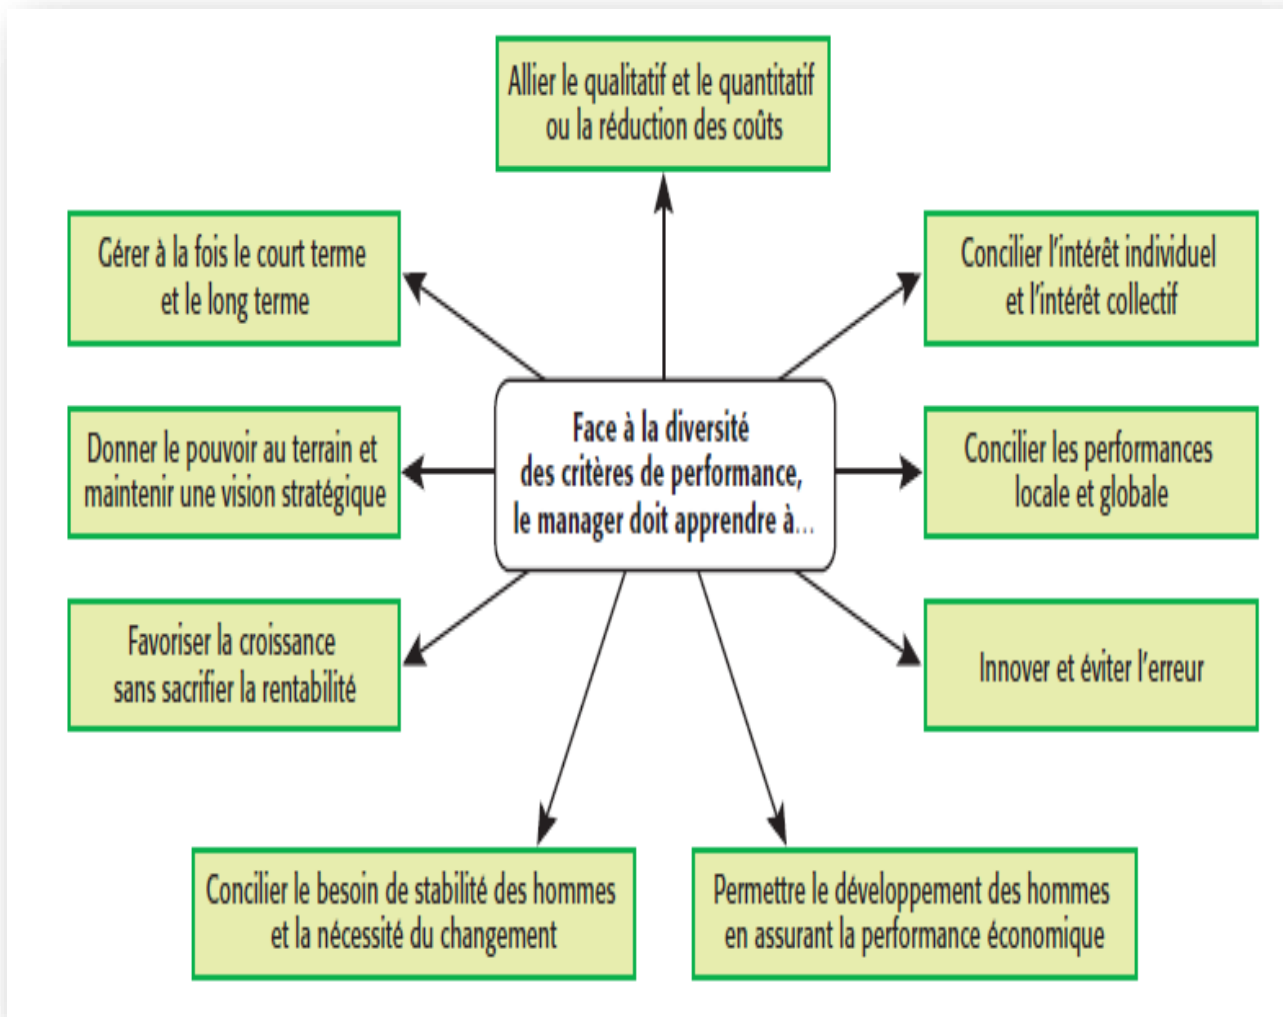 Allier le qualitatif et le quantitatif
ou la réduction des coûts
Gérer à la fois le court terme
et le long terme
Concilier l'intérêt individuel
et l'intérêt collectif
Face à la diversité
des critères de performance,
le manager doit apprendre à...
Donner le pouvoir au terrain et
maintenir une vision stratégique
Concilier les performances
locale et globale
Favoriser la croissance
sans sacrifier la rentabilité
Innover et éviter l'erreur
Concilier le besoin de stabilité des hommes
et la nécessité du changement
Permettre le développement des hommes
en assurant la performance économique